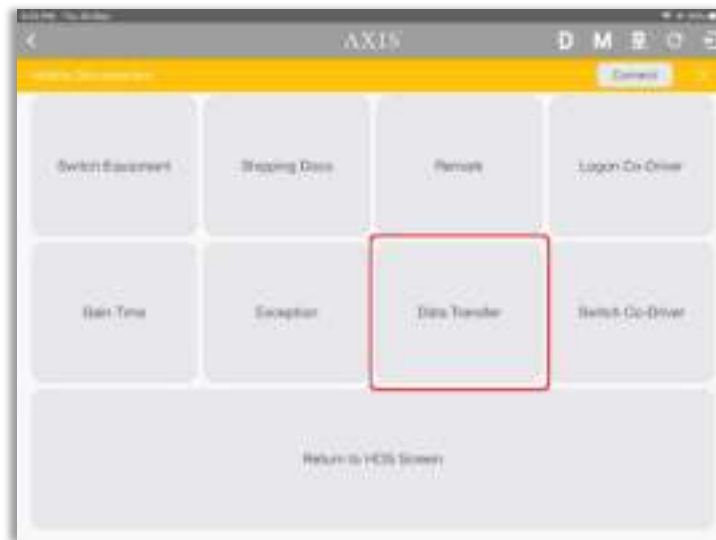 AXIS
D M
Connect
Switch Equipment
Shipping Docs
Remark
Logon Co-Driver
Gain Time
Exception
Data Transfer
Switch Co-Driver
Return to HOS Screen